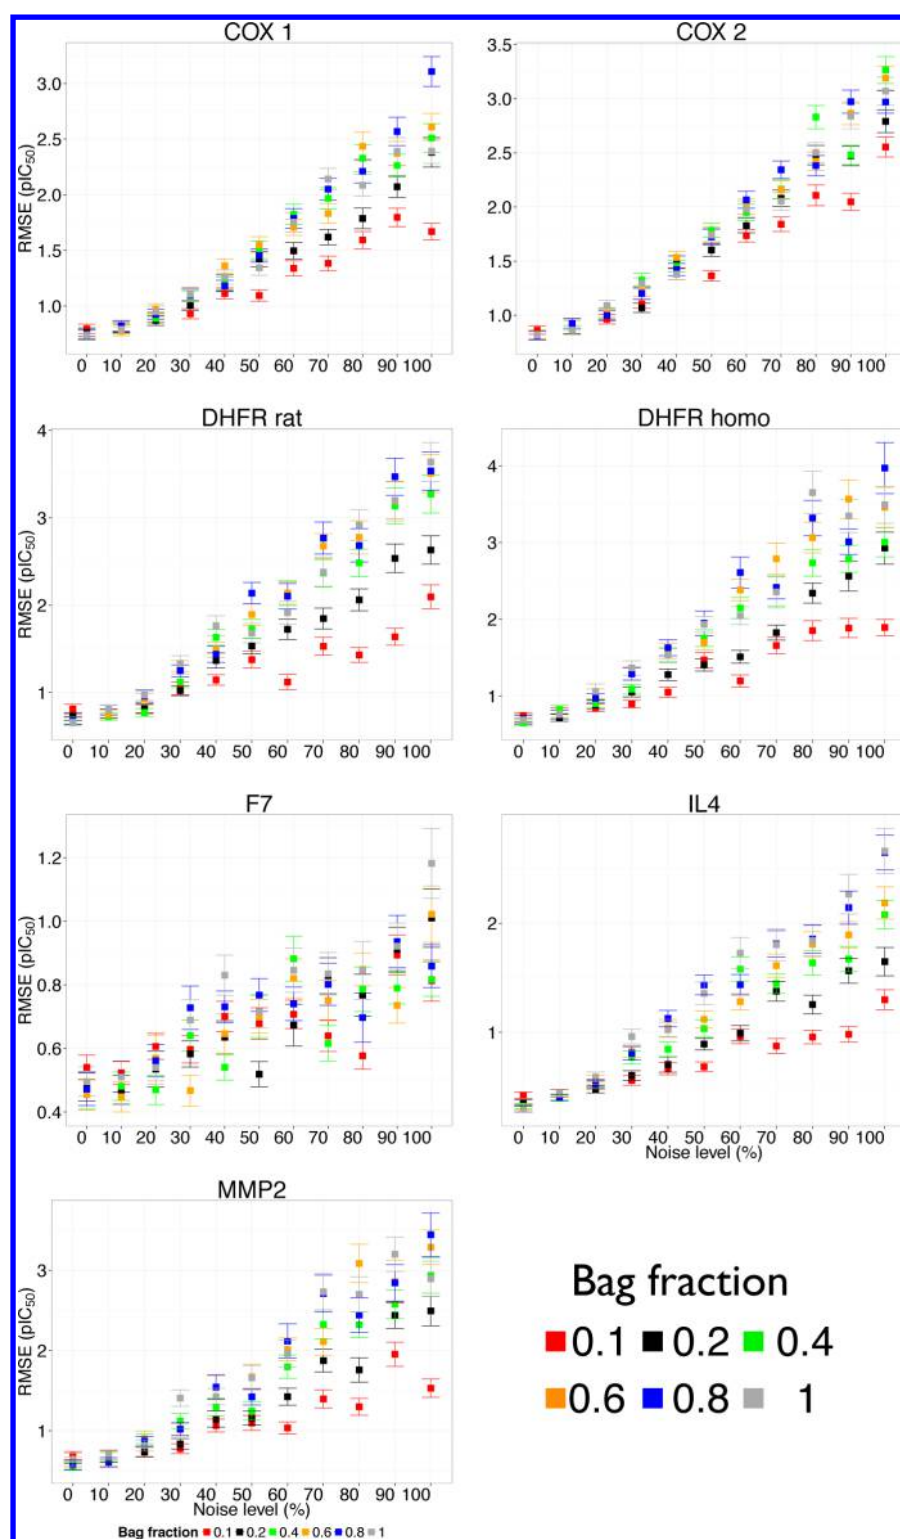 COX 1
COX 2
RMSE (pIC50)
3.0
2.5
2.0
1.5
1.0
0 10 20 30 40 50 60 70 80 90 100
3.5
3.0
2.5
2.0
1.5
1.0
0 10 20 30 40 50 60 70 80 90 100
DHFR rat
DHFR homo
RMSE (pIC50)
4
3
2
1
0 10 20 30 40 50 60 70 80 90 100
4
3
2
1
0 10 20 30 40 50 60 70 80 90 100
F7
IL4
RMSE (pIC50)
1.2
1.0
0.8
0.6
0.4
0 10 20 30 40 50 60 70 80 90 100
2
1
0 10 20 30 40 50 60 70 80 90 100
Noise level (%)
MMP2
RMSE (pIC50)
3
2
1
0 10 20 30 40 50 60 70 80 90 100
Noise level (%)
Bag fraction 0.1 0.2 0.4 0.6 0.8 1
Bag fraction
0.1 0.2 0.4
0.6 0.8 1